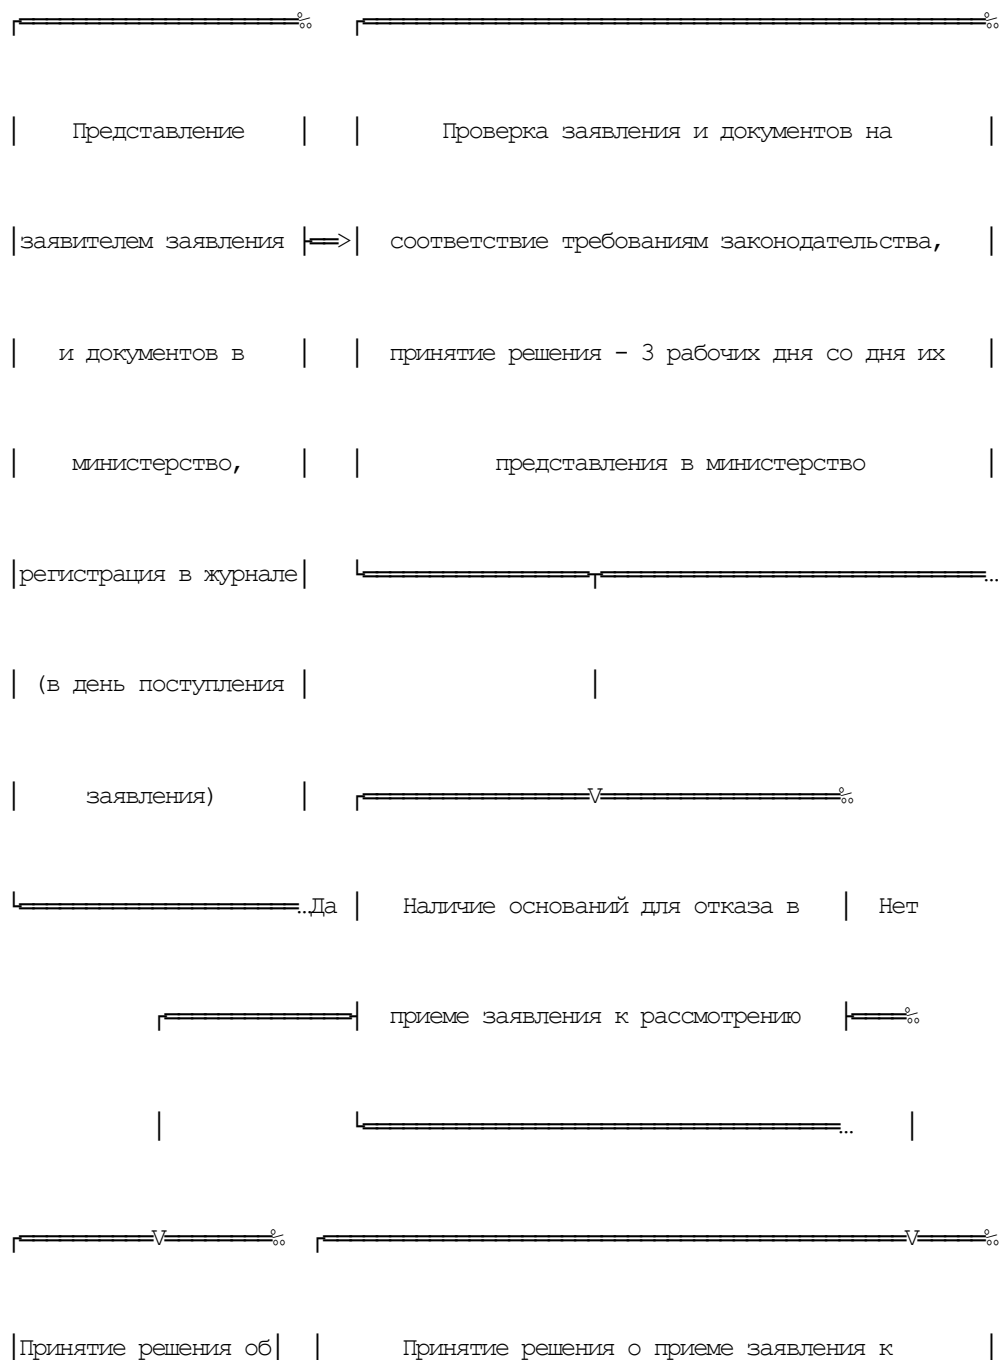 Представление
заявителем заявления
и документов в
министерство,
регистрация в журнале
(в день поступления
заявления)
Проверка заявления и документов на
соответствие требованиям законодательства,
принятие решения - 3 рабочих дня со дня их
представления в министерство
Да
Наличие оснований для отказа в
приеме заявления к рассмотрению
Нет
Принятие решения об
Принятие решения о приеме заявления к